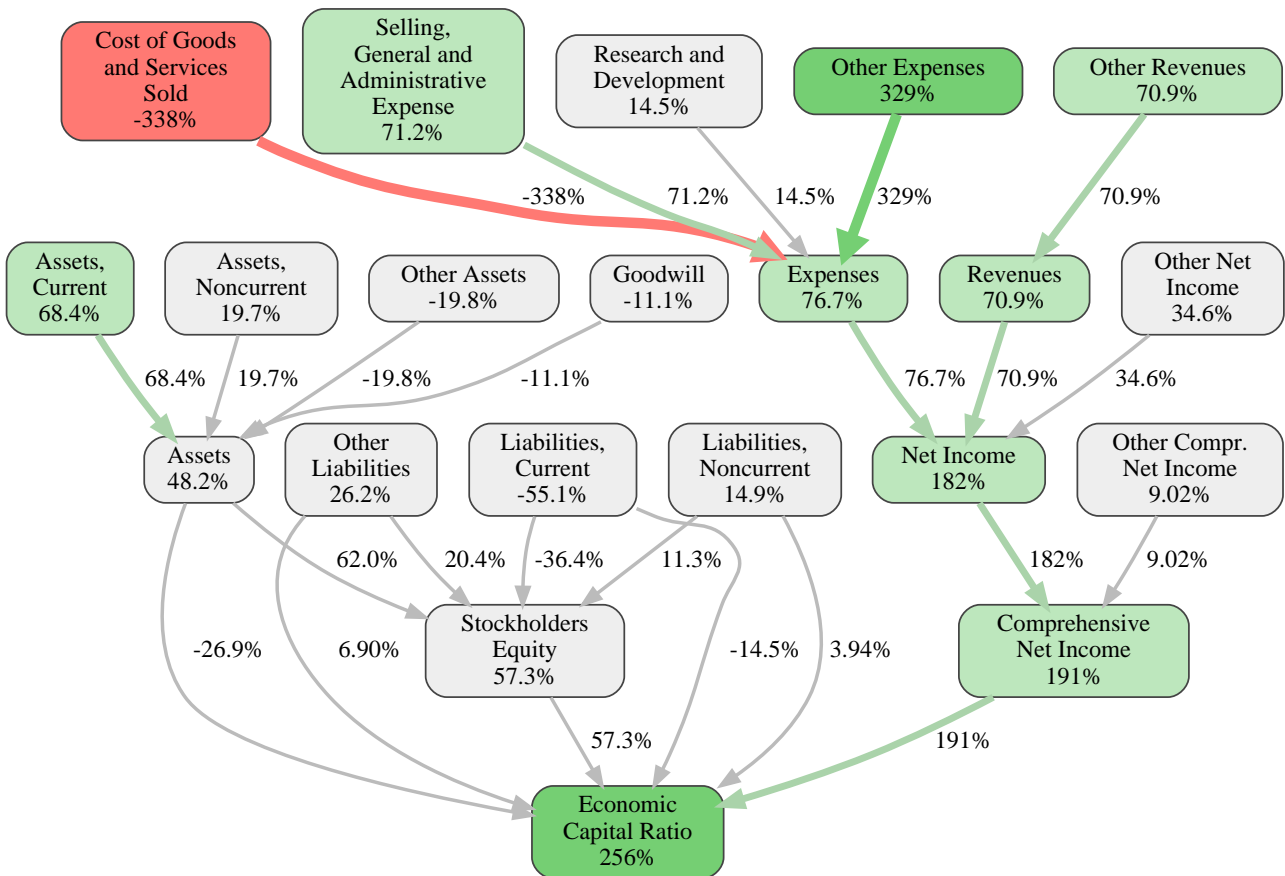 Cost of Goods
and Services
Sold
-338%
Selling,
General and
Administrative
Expense
71.2%
Research and
Development
14.5%
Other Expenses
329%
Other Revenues
70.9%
-338%
71.2%
14.5%
329%
70.9%
Assets,
Current
68.4%
Assets,
Noncurrent
19.7%
Other Assets
-19.8%
Goodwill
-11.1%
Expenses
76.7%
Revenues
70.9%
Other Net
Income
34.6%
68.4%
19.7%
-19.8%
-11.1%
76.7%
70.9%
34.6%
Assets
48.2%
Other
Liabilities
26.2%
Liabilities,
Current
-55.1%
Liabilities,
Noncurrent
14.9%
Net Income
182%
Other Compr.
Net Income
9.02%
62.0%
20.4%
-36.4%
11.3%
182%
9.02%
-26.9%
6.90%
Stockholders
Equity
57.3%
-14.5%
3.94%
Comprehensive
Net Income
191%
57.3%
191%
Economic
Capital Ratio
256%